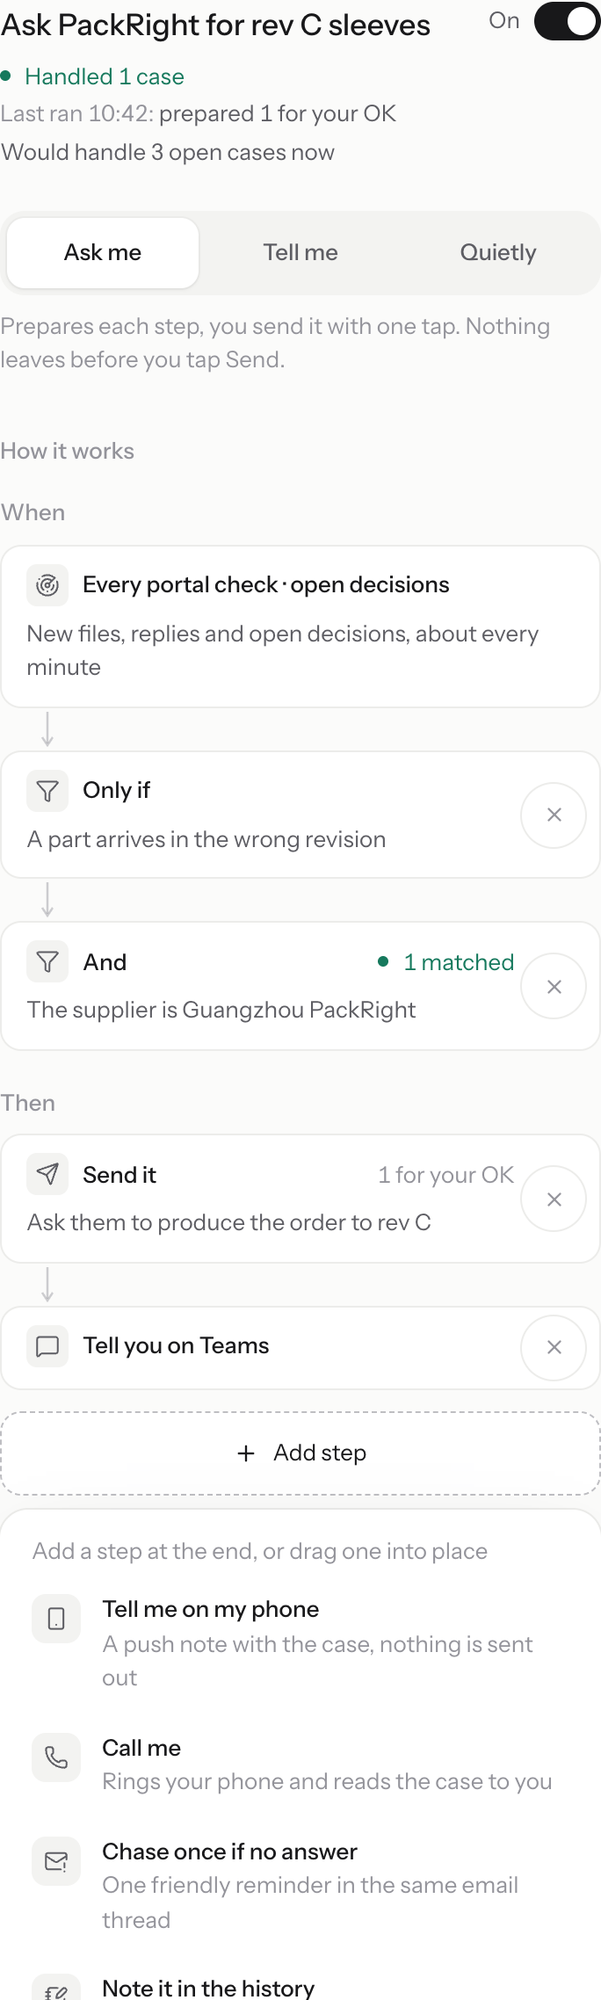 Ask PackRight for rev C sleeves
On
Handled 1 case
Last ran 10:42: prepared 1 for your OK
Would handle 3 open cases now
Ask me
Tell me
Quietly
Prepares each step, you send it with one tap. Nothing
leaves before you tap Send.
How it works
When
Every portal check · open decisions
New files, replies and open decisions, about every
minute
Only if
A part arrives in the wrong revision
And
1 matched
The supplier is Guangzhou PackRight
Then
Send it
1 for your OK
Ask them to produce the order to rev C
Tell you on Teams
Add step
Add a step at the end, or drag one into place
Tell me on my phone
A push note with the case, nothing is sent
out
Call me
Rings your phone and reads the case to you
Chase once if no answer
One friendly reminder in the same email
thread
Note it in the history